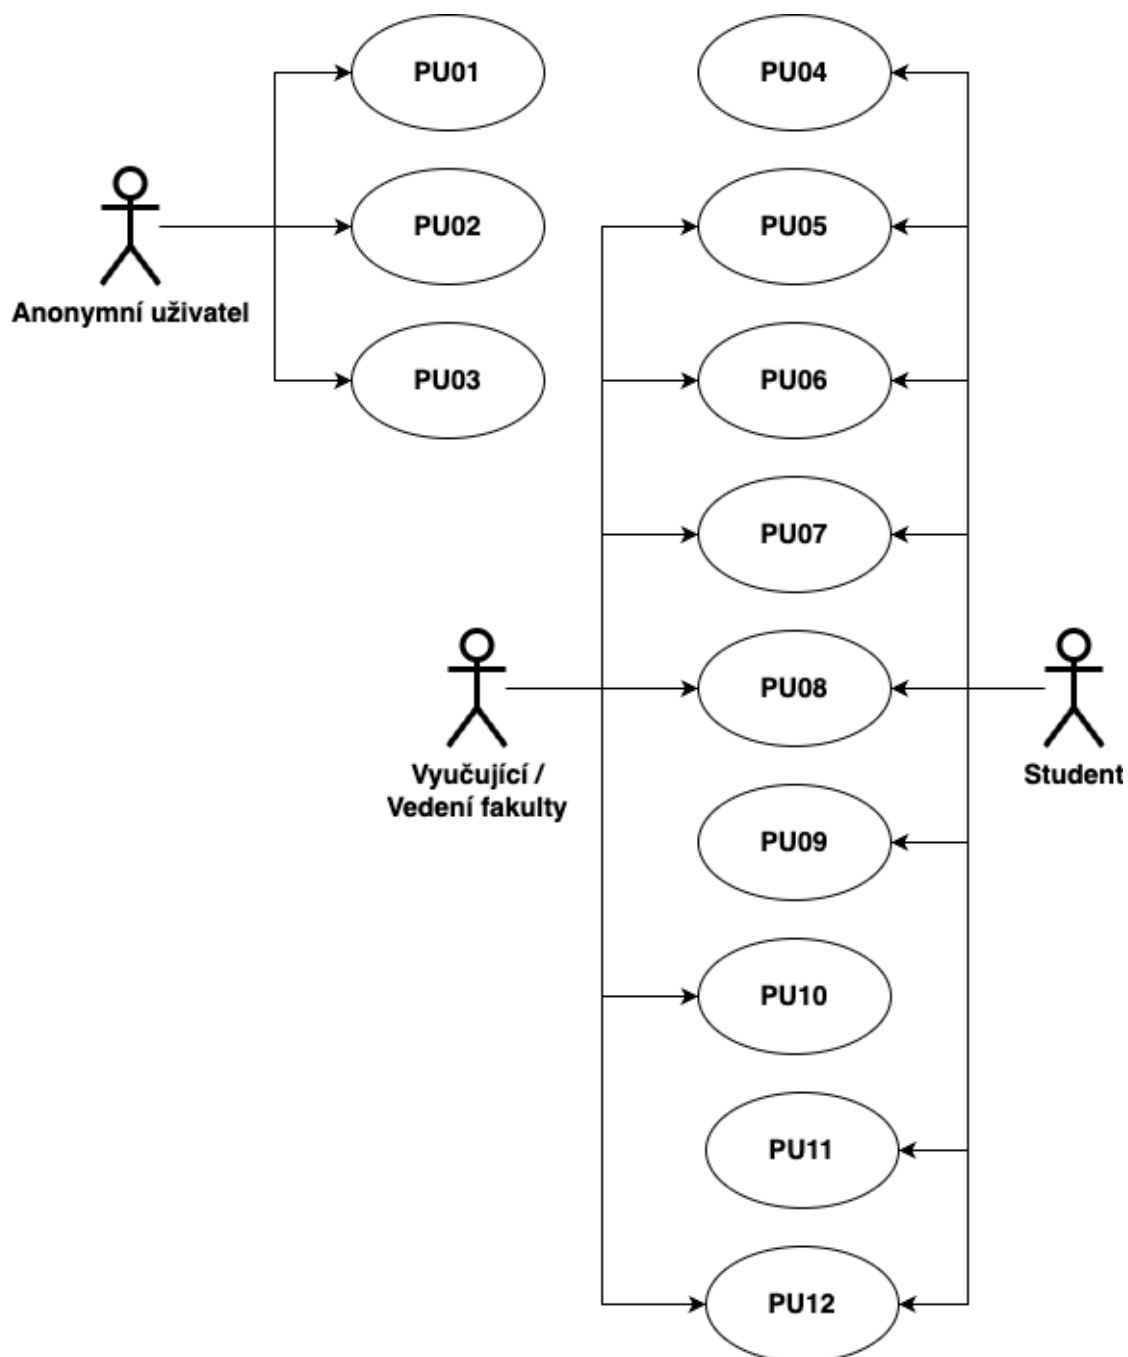 PU01
PU04
PU02
PU05
Anonymní uživatel
PU03
PU06
PU07
PU08
Vyučující /
Vedení fakulty
Student
PU09
PU10
PU11
PU12